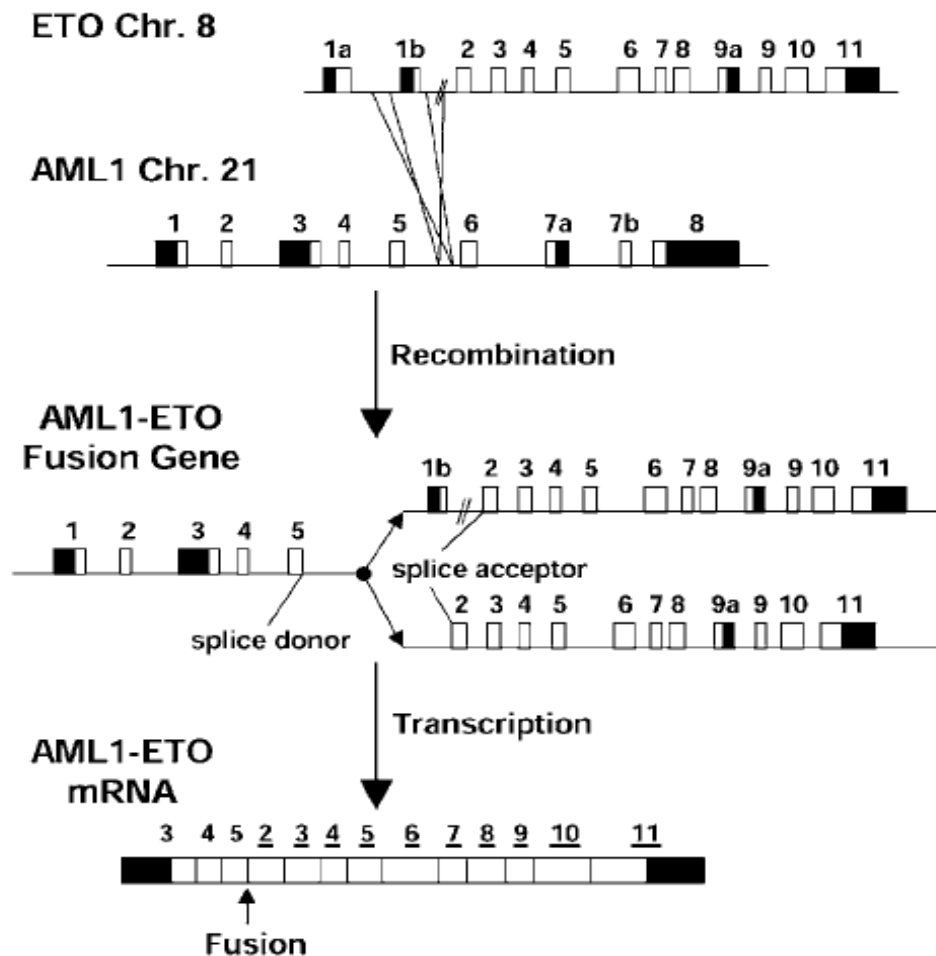 ETO Chr. 8
1a 1b 2 3 4 5 6 7 8 9a 9 10 11
AML1 Chr. 21
1 2 3 4 5 6 7a 7b 8
Recombination
AML1-ETO
Fusion Gene
1b 2 3 4 5 6 7 8 9a 9 10 11
1 2 3 4 5
splice acceptor
splice donor
2 3 4 5 6 7 8 9a 9 10 11
Transcription
AML1-ETO
mRNA
3 4 5 2 3 4 5 6 7 8 9 10 11
Fusion